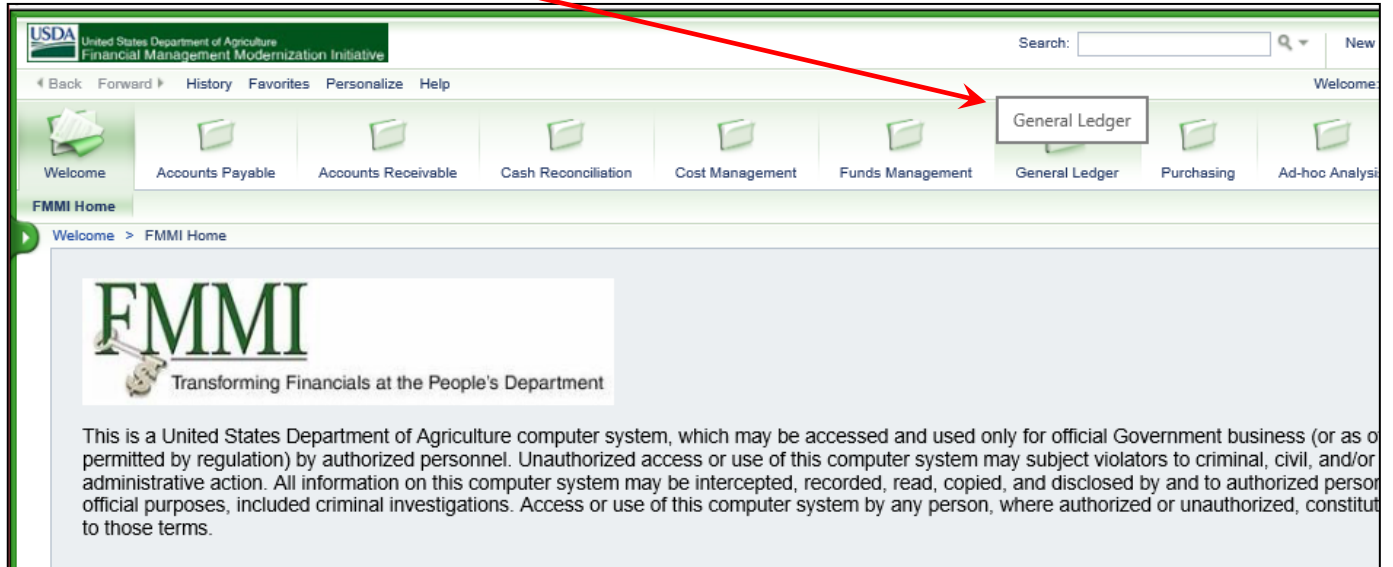 USDA United States Department of Agriculture
Financial Management Modernization Initiative
Search:
New
Back Forward History Favorites Personalize Help
Welcome:
General Ledger
Welcome Accounts Payable Accounts Receivable Cash Reconciliation Cost Management Funds Management General Ledger Purchasing Ad-hoc Analysi
FMMI Home
Welcome > FMMI Home
FMMI
Transforming Financials at the People's Department
This is a United States Department of Agriculture computer system, which may be accessed and used only for official Government business (or as o
permitted by regulation) by authorized personnel. Unauthorized access or use of this computer system may subject violators to criminal, civil, and/or
administrative action. All information on this computer system may be intercepted, recorded, read, copied, and disclosed by and to authorized person
official purposes, included criminal investigations. Access or use of this computer system by any person, where authorized or unauthorized, constitut
to those terms.